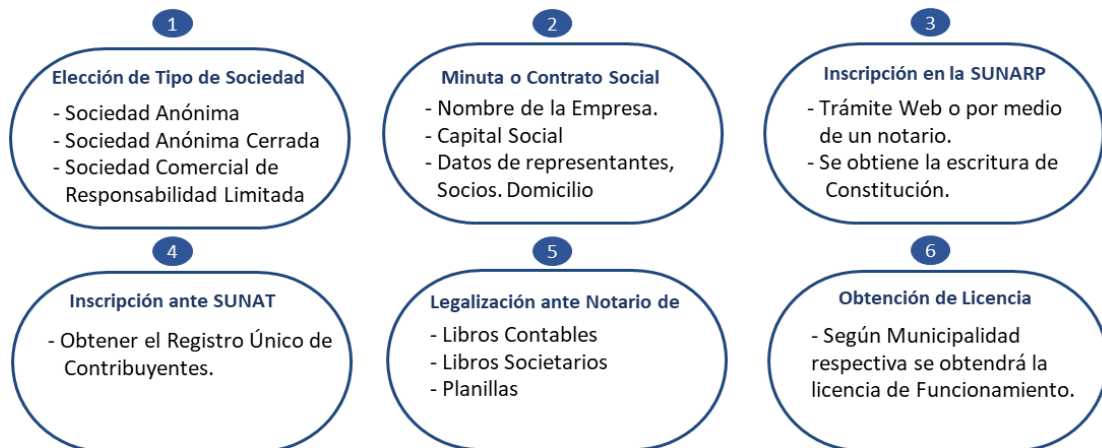 1
Elección de Tipo de Sociedad
- Sociedad Anónima
- Sociedad Anónima Cerrada
- Sociedad Comercial de
Responsabilidad Limitada
2
Minuta o Contrato Social
- Nombre de la Empresa.
- Capital Social
- Datos de representantes,
Socios. Domicilio
3
Inscripción en la SUNARP
- Trámite Web o por medio
de un notario.
- Se obtiene la escritura de
Constitución.
4
Inscripción ante SUNAT
- Obtener el Registro Único de
Contribuyentes.
5
Legalización ante Notario de
- Libros Contables
- Libros Societarios
- Planillas
6
Obtención de Licencia
- Según Municipalidad
respectiva se obtendrá la
licencia de Funcionamiento.